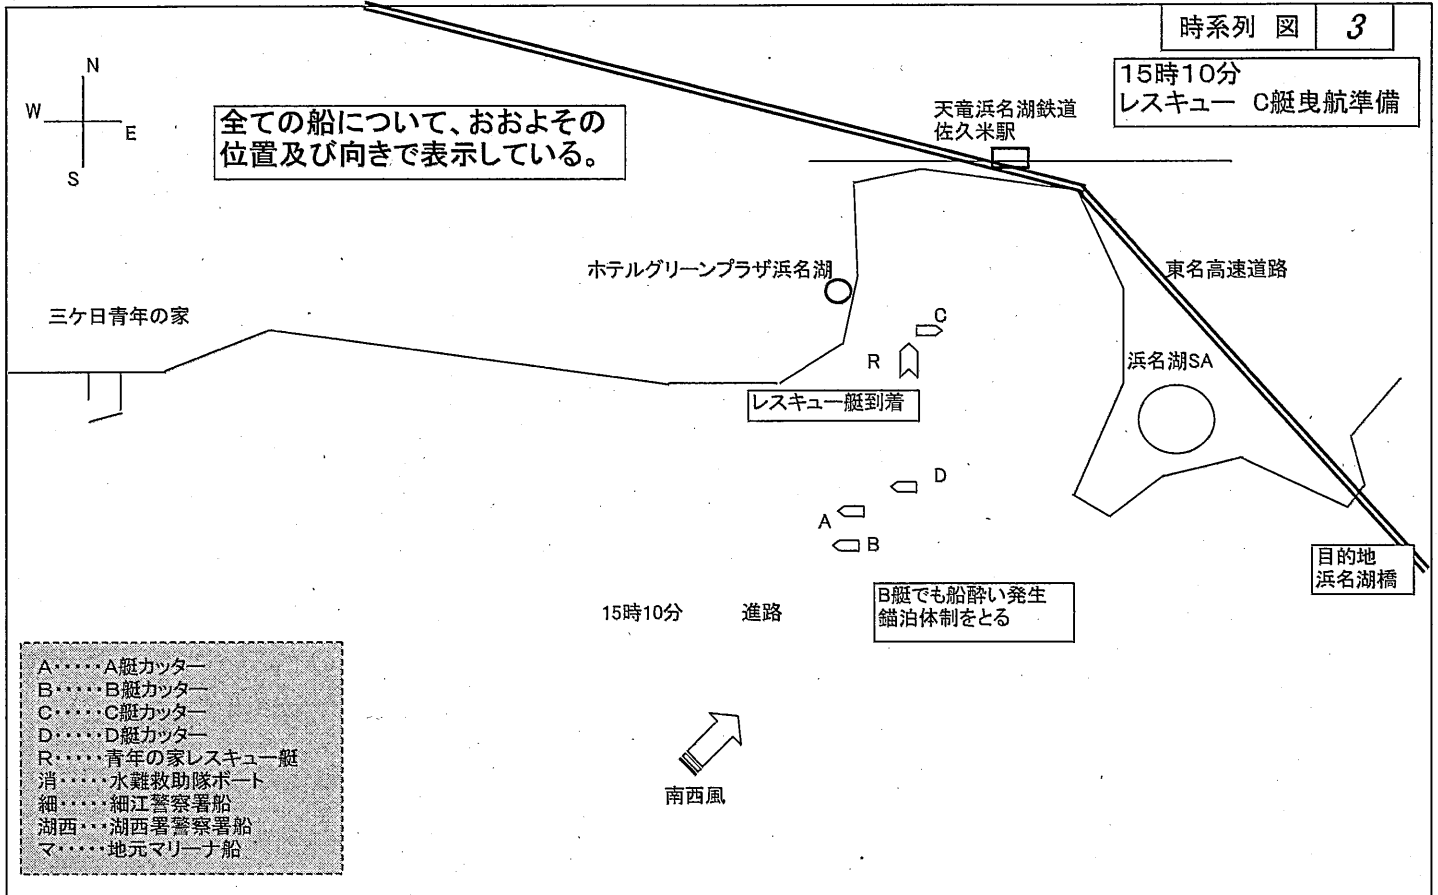 時系列 図 3
15時10分
レスキュー C艇曳航準備
N
W
E
S
全ての船について、おおよその
位置及び向きで表示している。
天竜浜名湖鉄道
佐久米駅
ホテルグリーンプラザ浜名湖
東名高速道路
三ケ日青年の家
C
R
浜名湖SA
レスキュー艇到着
D
A
B
目的地
浜名湖橋
B艇でも船酔い発生
錨泊体制をとる
15時10分 進路
A・・・・・A艇カッター
B・・・・・B艇カッター
C・・・・・C艇カッター
D・・・・・D艇カッター
R・・・・・青年の家レスキュー艇
消・・・・・水難救助隊ボート
細・・・・・細江警察署船
湖西・・・湖西署警察署船
マ・・・・・地元マリーナ船
南西風